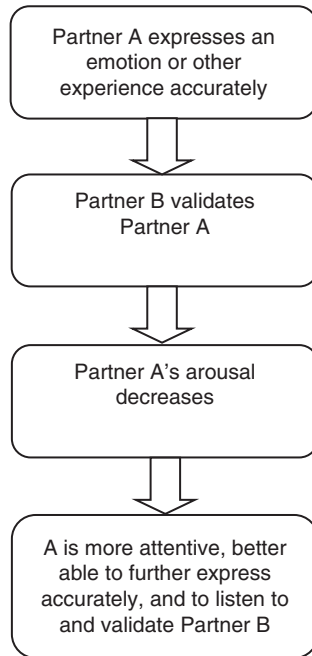 Partner A expresses an
emotion or other
experience accurately
Partner B validates
Partner A
Partner A's arousal
decreases
A is more attentive, better
able to further express
accurately, and to listen to
and validate Partner B